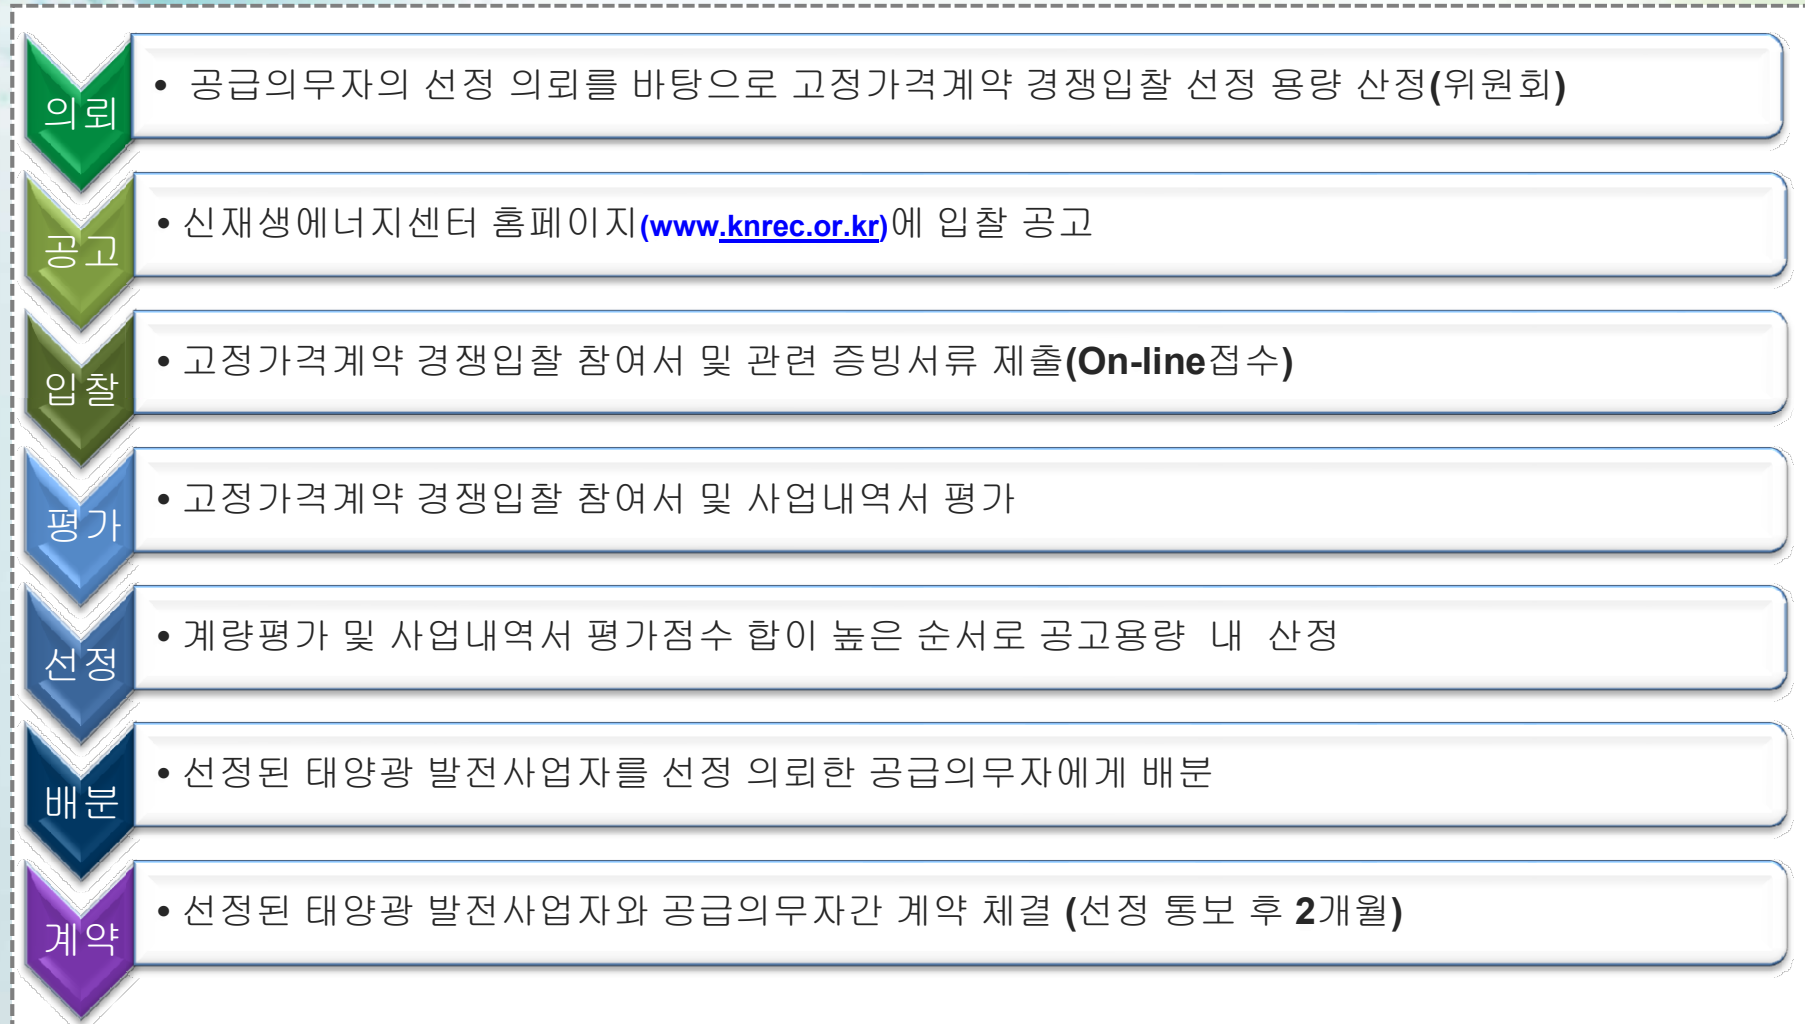 의뢰
• 공급의무자의 선정 의뢰를 바탕으로 고정가격계약 경쟁입찰 선정 용량 산정(위원회)
공고
• 신재생에너지센터 홈페이지(www.knrec.or.kr)에 입찰 공고
입찰
• 고정가격계약 경쟁입찰 참여서 및 관련 증빙서류 제출(On-line접수)
평가
• 고정가격계약 경쟁입찰 참여서 및 사업내역서 평가
선정
• 계량평가 및 사업내역서 평가점수 합이 높은 순서로 공고용량 내 산정
배분
• 선정된 태양광 발전사업자를 선정 의뢰한 공급의무자에게 배분
계약
• 선정된 태양광 발전사업자와 공급의무자간 계약 체결 (선정 통보 후 2개월)